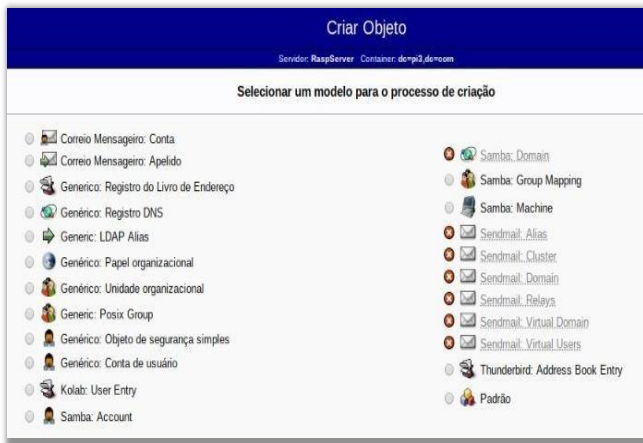 Criar Objeto
Servidor: RaspServer Container: dc=pi3,dc=com
Selecionar um modelo para o processo de criação
Correio Mensageiro: Conta
Correio Mensageiro: Apelido
Generico: Registro do Livro de Endereço
Genérico: Registro DNS
Generic: LDAP Alias
Genérico: Papel organizacional
Genérico: Unidade organizacional
Generic: Posix Group
Genérico: Objeto de segurança simples
Genérico: Conta de usuário
Kolab: User Entry
Samba: Account
Samba: Domain
Samba: Group Mapping
Samba: Machine
Sendmail: Alias
Sendmail: Cluster
Sendmail: Domain
Sendmail: Relays
Sendmail: Virtual Domain
Sendmail: Virtual Users
Thunderbird: Address Book Entry
Padrão